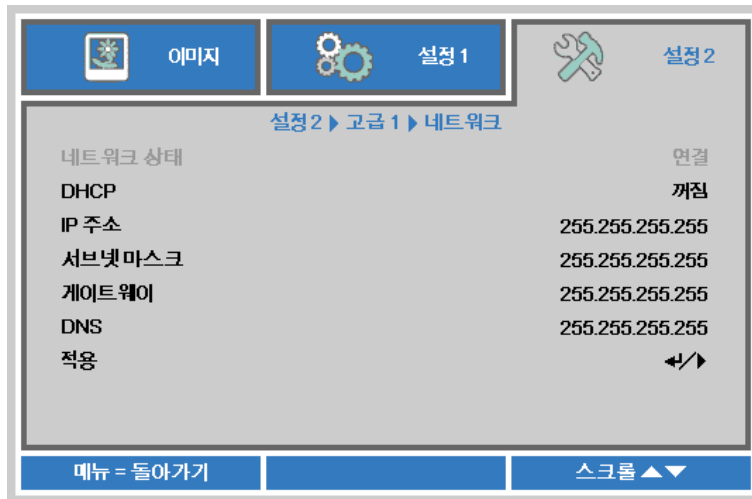 이미지
설정 1
설정 2
설정 2 ▶ 고급 1 ▶ 네트워크
네트워크 상태 연결
DHCP 꺼짐
IP 주소 255.255.255.255
서브넷 마스크 255.255.255.255
게이트웨이 255.255.255.255
DNS 255.255.255.255
적용 ↵/▶
메뉴 = 돌아가기
스크롤 ▲▼